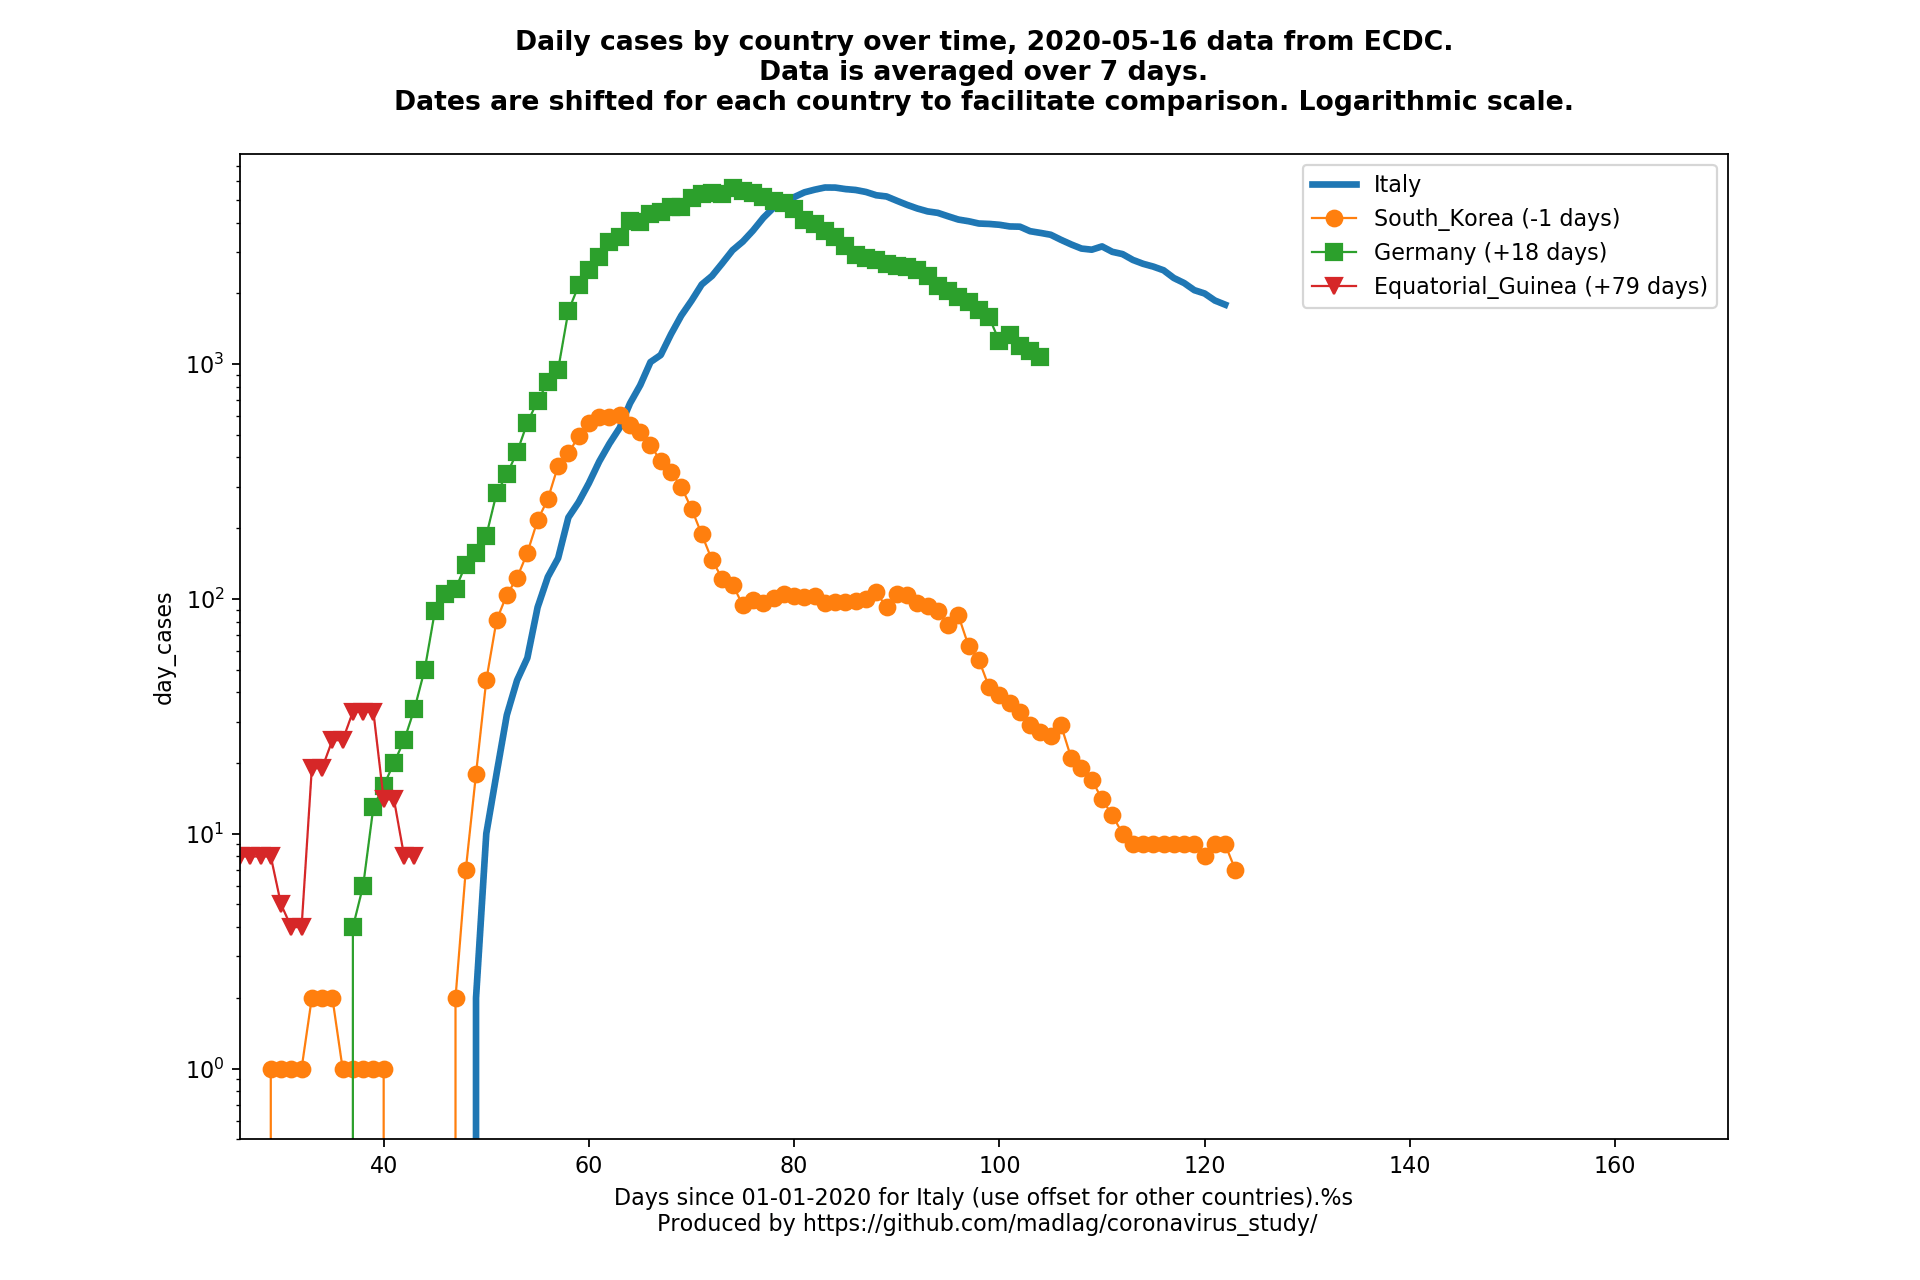 Daily cases by country over time, 2020-05-16 data from ECDC.
Data is averaged over 7 days.
Dates are shifted for each country to facilitate comparison. Logarithmic scale.
Italy
South_Korea (-1 days)
Germany (+18 days)
Equatorial_Guinea (+79 days)
day_cases
10³
10²
10¹
10⁰
40 60 80 100 120 140 160
Days since 01-01-2020 for Italy (use offset for other countries).%s
Produced by https://github.com/madlag/coronavirus_study/